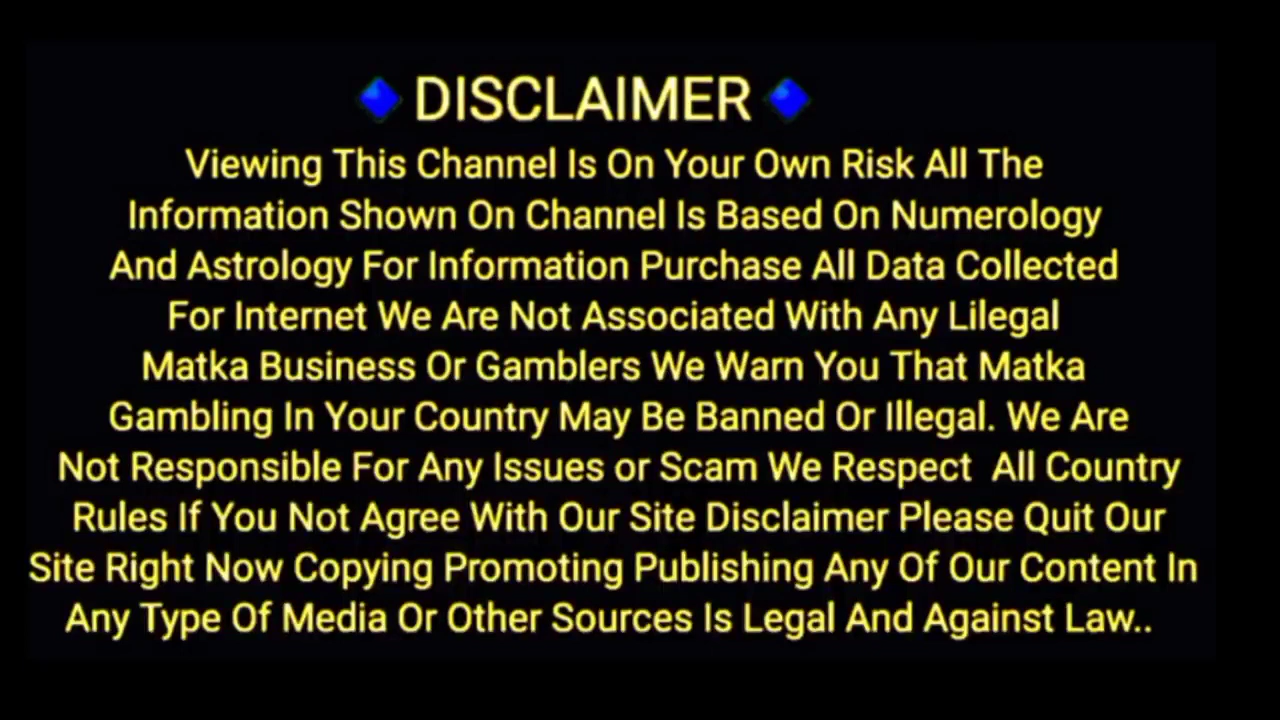 🔹DISCLAIMER🔹
Viewing This Channel Is On Your Own Risk All The
Information Shown On Channel Is Based On Numerology
And Astrology For Information Purchase All Data Collected
For Internet We Are Not Associated With Any Lilegal
Matka Business Or Gamblers We Warn You That Matka
Gambling In Your Country May Be Banned Or Illegal. We Are
Not Responsible For Any Issues or Scam We Respect  All Country
Rules If You Not Agree With Our Site Disclaimer Please Quit Our
Site Right Now Copying Promoting Publishing Any Of Our Content In
Any Type Of Media Or Other Sources Is Legal And Against Law..